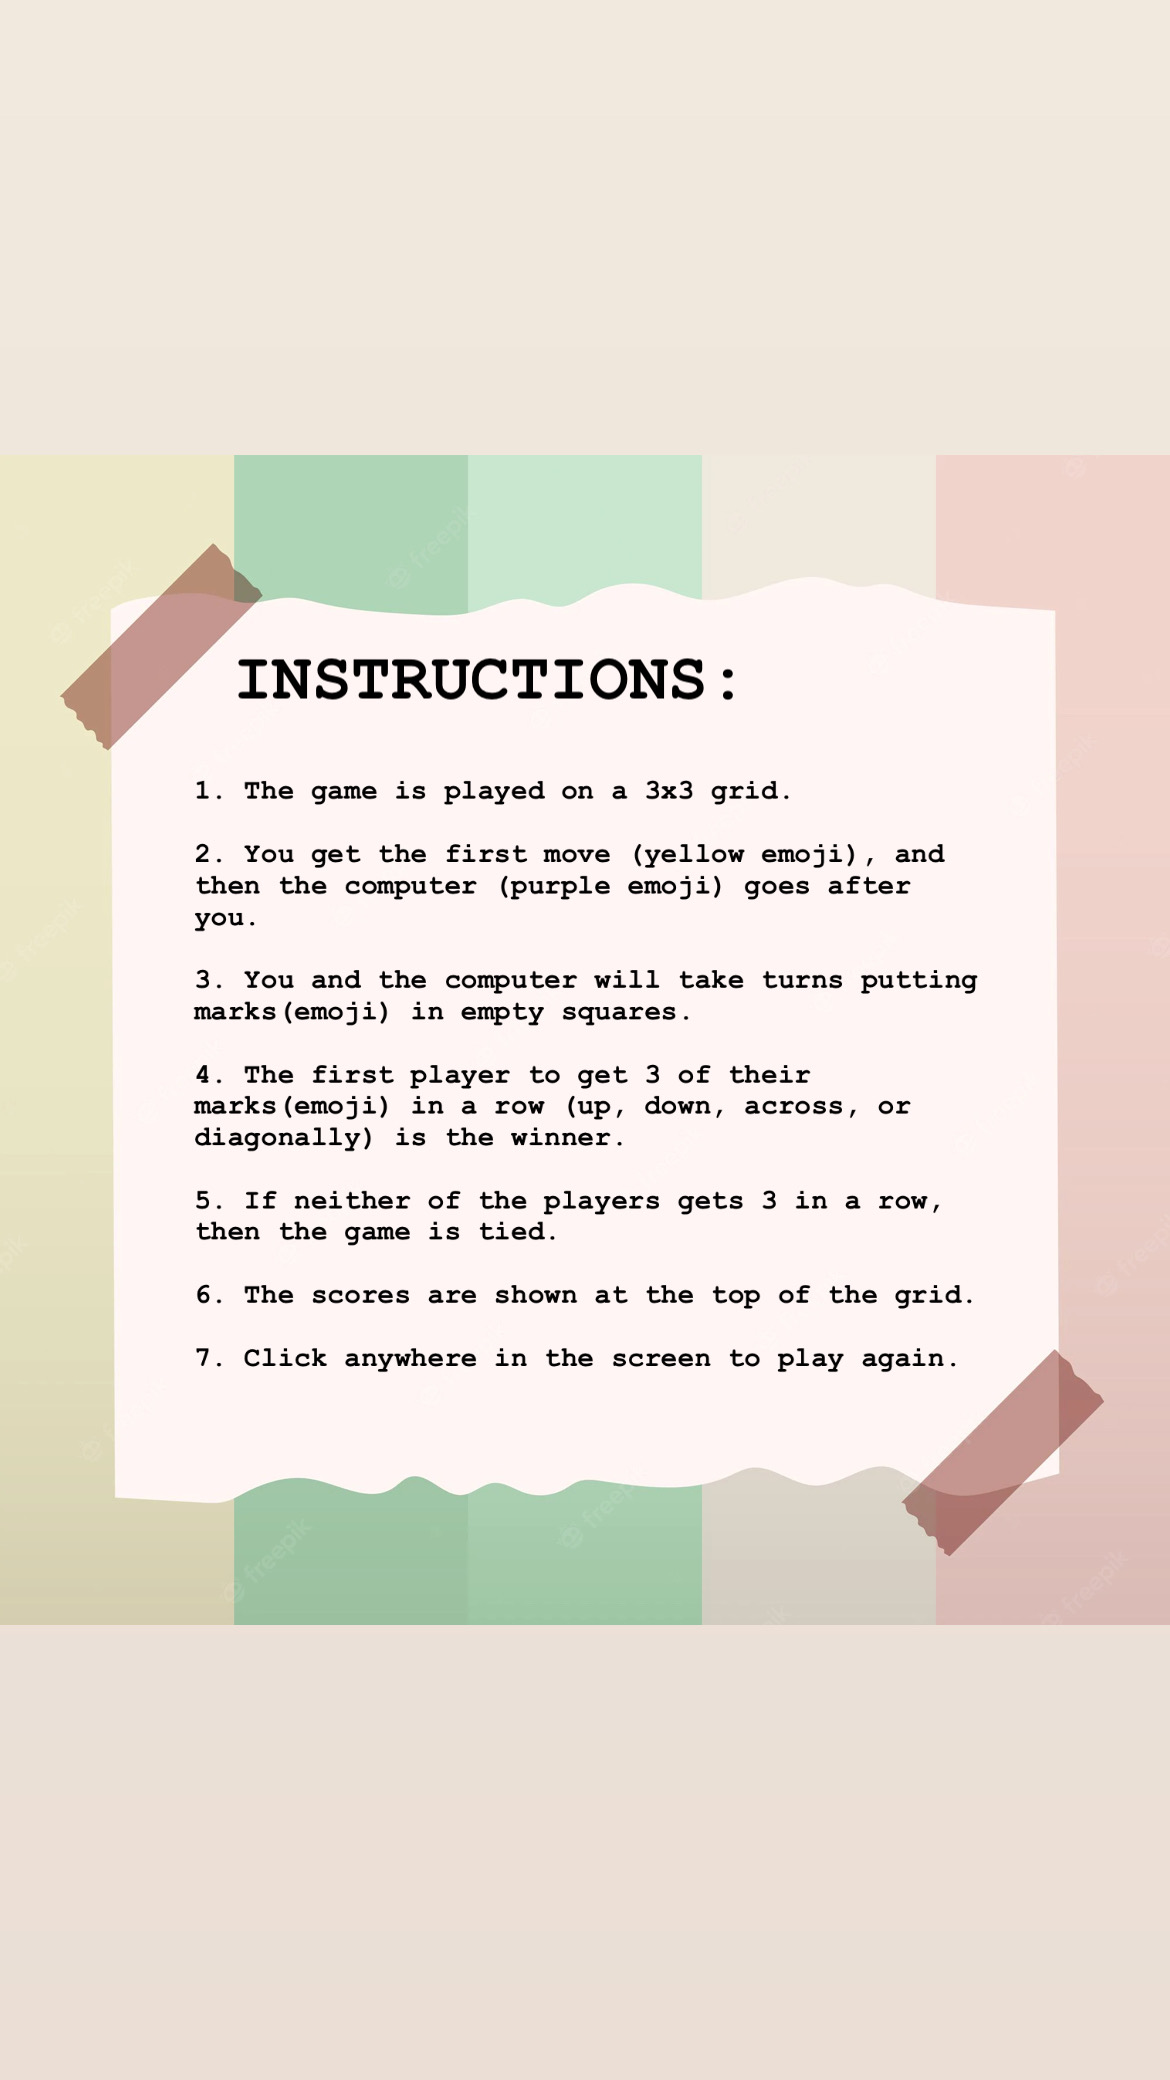 INSTRUCTIONS:
1. The game is played on a 3x3 grid.
2. You get the first move (yellow emoji), and
then the computer (purple emoji) goes after
you.
3. You and the computer will take turns putting
marks(emoji) in empty squares.
4. The first player to get 3 of their
marks(emoji) in a row (up, down, across, or
diagonally) is the winner.
5. If neither of the players gets 3 in a row,
then the game is tied.
6. The scores are shown at the top of the grid.
7. Click anywhere in the screen to play again.
freepik
freepik
freepik
freepik
freepik